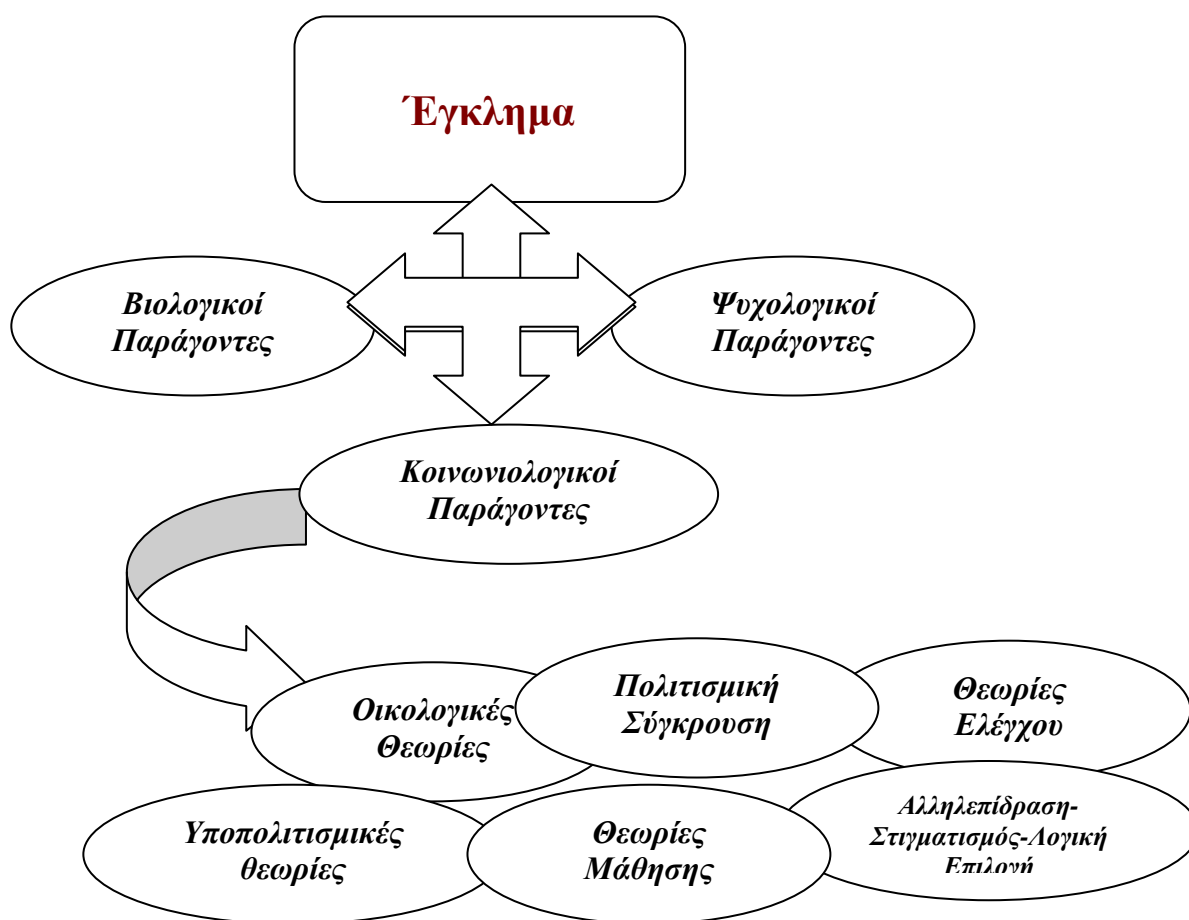 Έγκλημα
Βιολογικοί
Παράγοντες
Ψυχολογικοί
Παράγοντες
Κοινωνιολογικοί
Παράγοντες
Οικολογικές
Θεωρίες
Πολιτισμική
Σύγκρουση
Θεωρίες
Ελέγχου
Υποπολιτισμικές
θεωρίες
Θεωρίες
Μάθησης
Αλληλεπίδραση-
Στιγματισμός-Λογική
Επιλογή